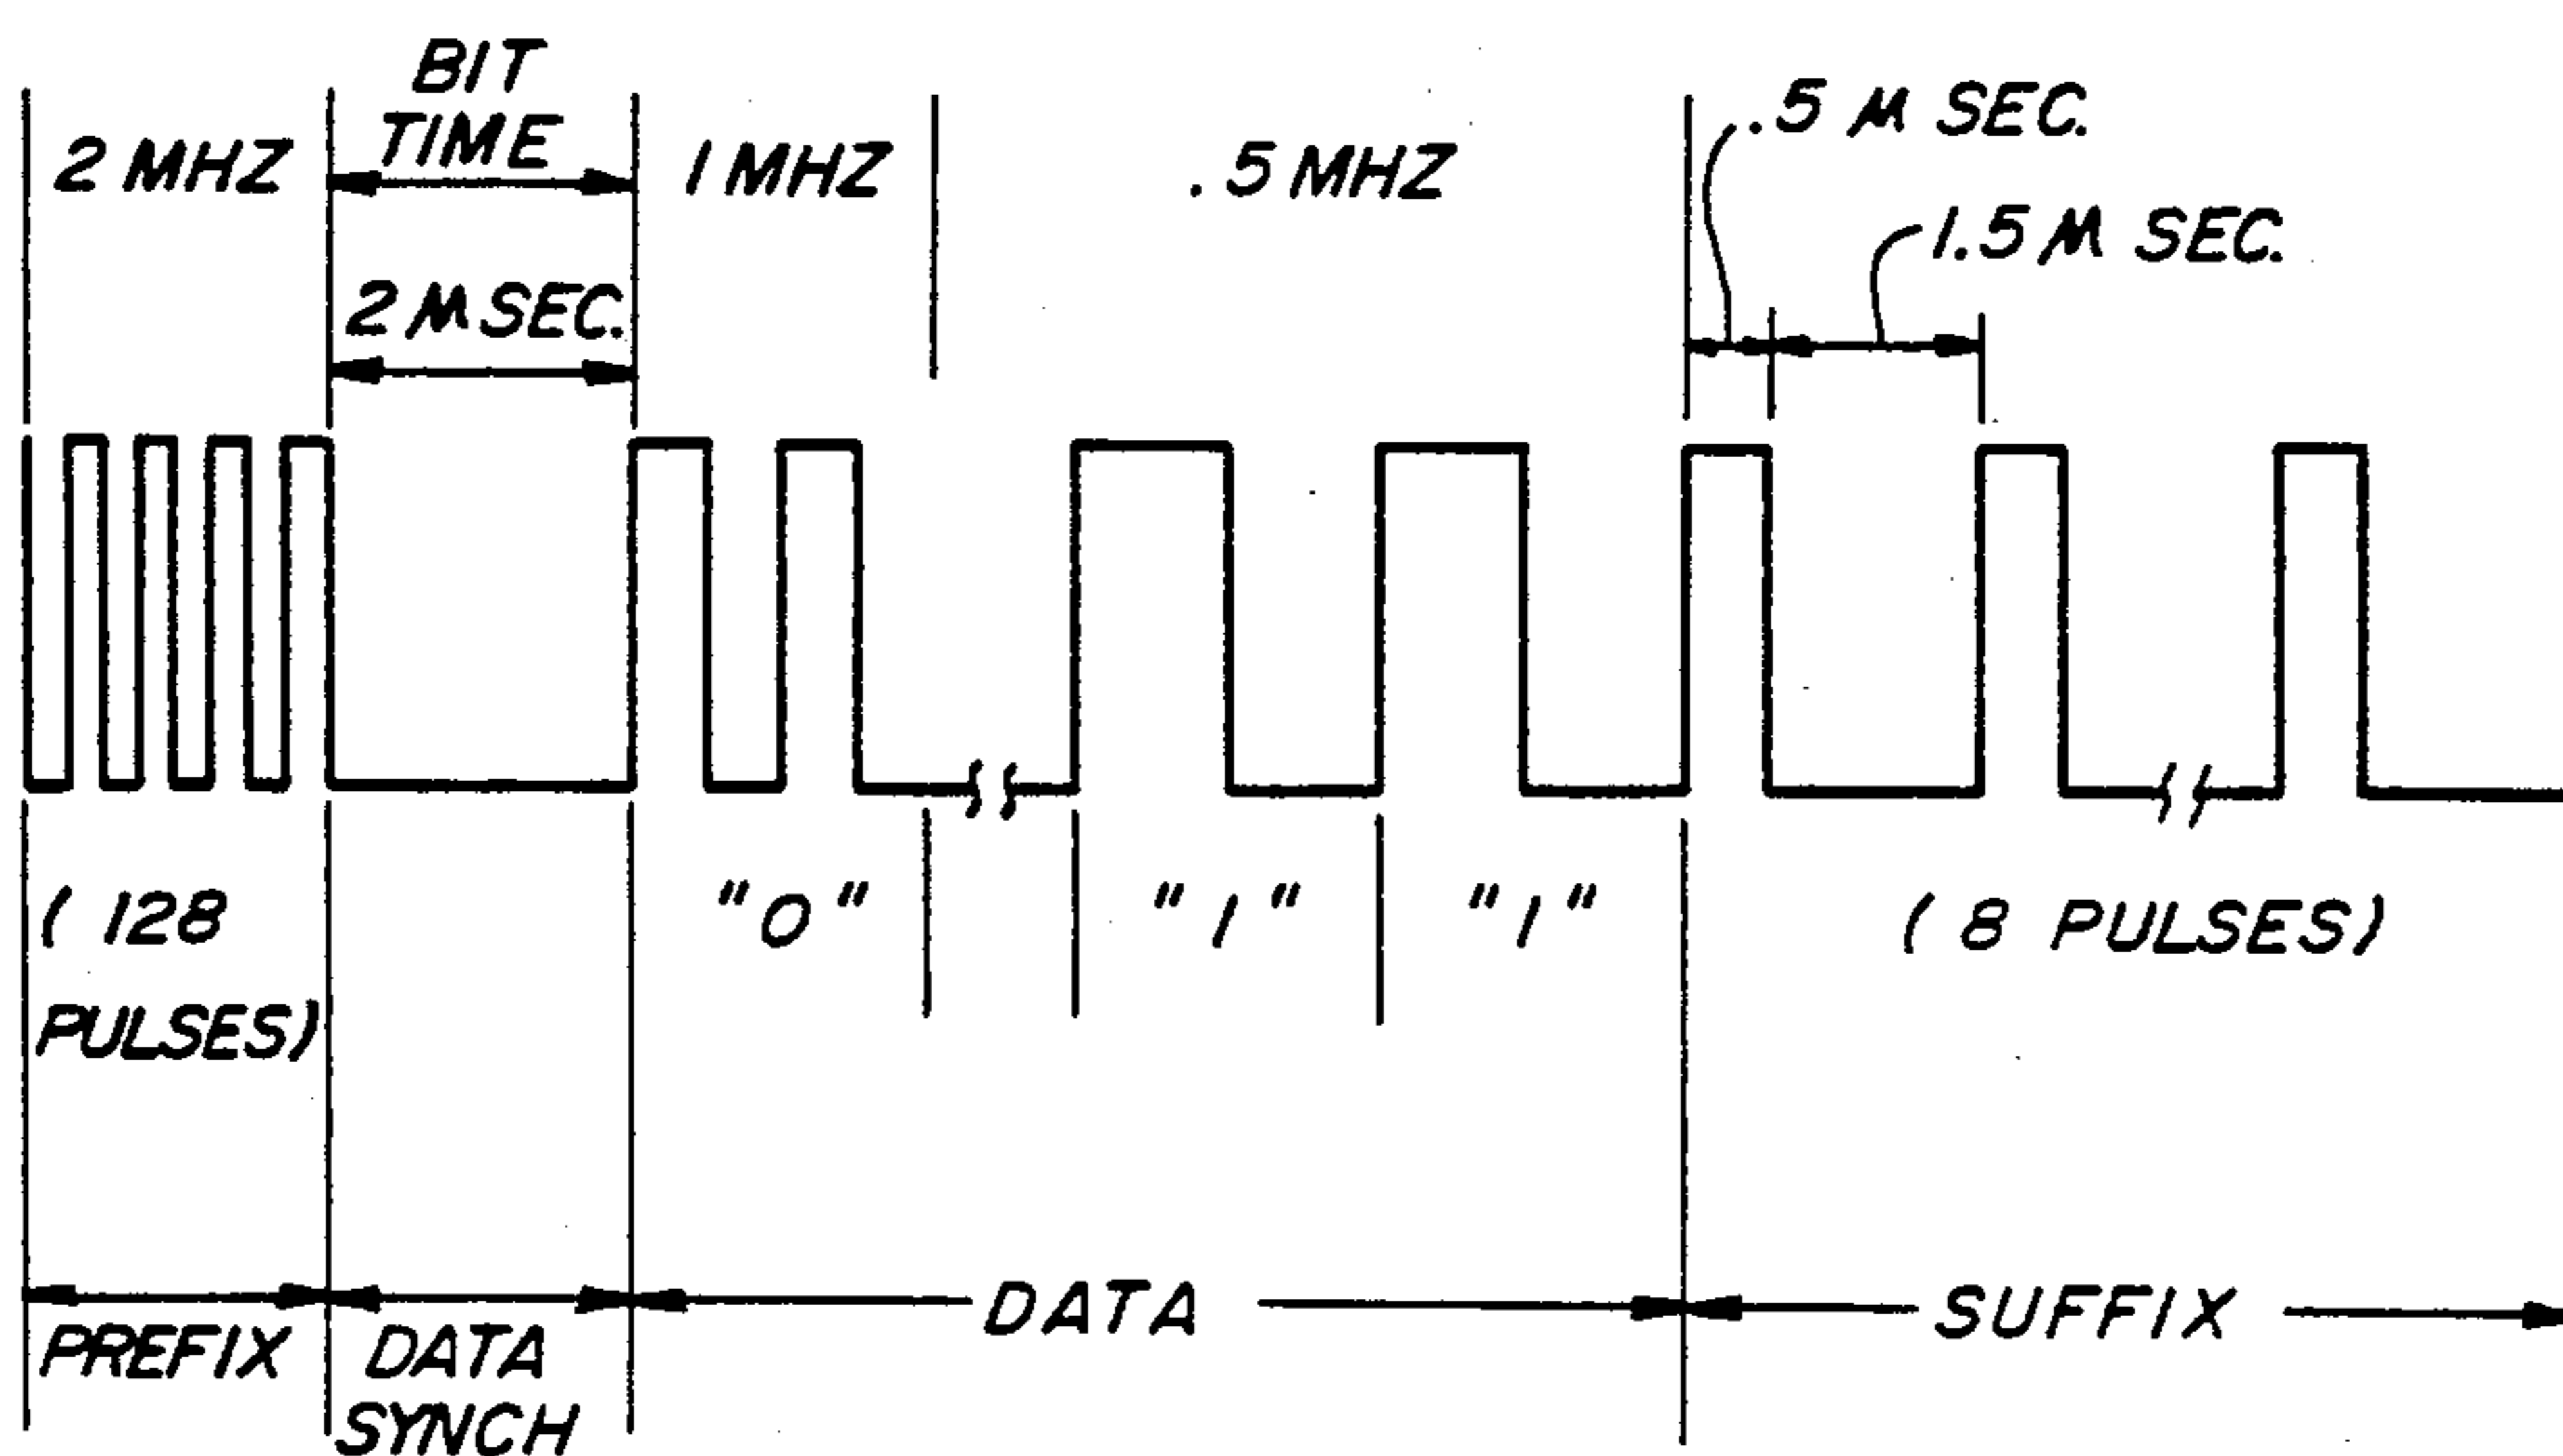 BIT
TIME
2 MHZ
1 MHZ
.5 MHZ
.5 μ SEC.
1.5 μ SEC.
2 μ SEC.
"0"
"1"
"1"
( 128
PULSES)
( 8 PULSES)
PREFIX
DATA
SYNCH
DATA
SUFFIX